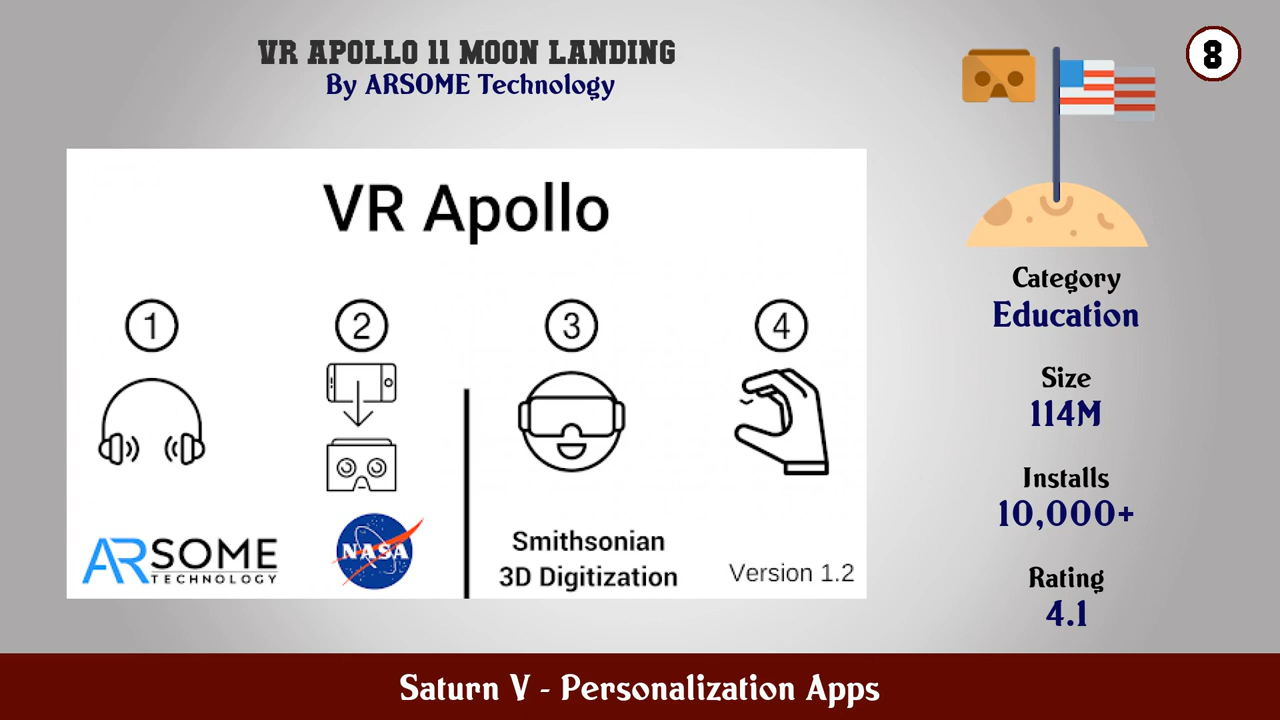 VR APOLLO 11 MOON LANDING
By ARSOME Technology
8
VR Apollo
1 2 3 4
ARSOME
TECHNOLOGY
NASA
Smithsonian
3D Digitization
Version 1.2
Category
Education
Size
114M
Installs
10,000+
Rating
4.1
Saturn V - Personalization Apps